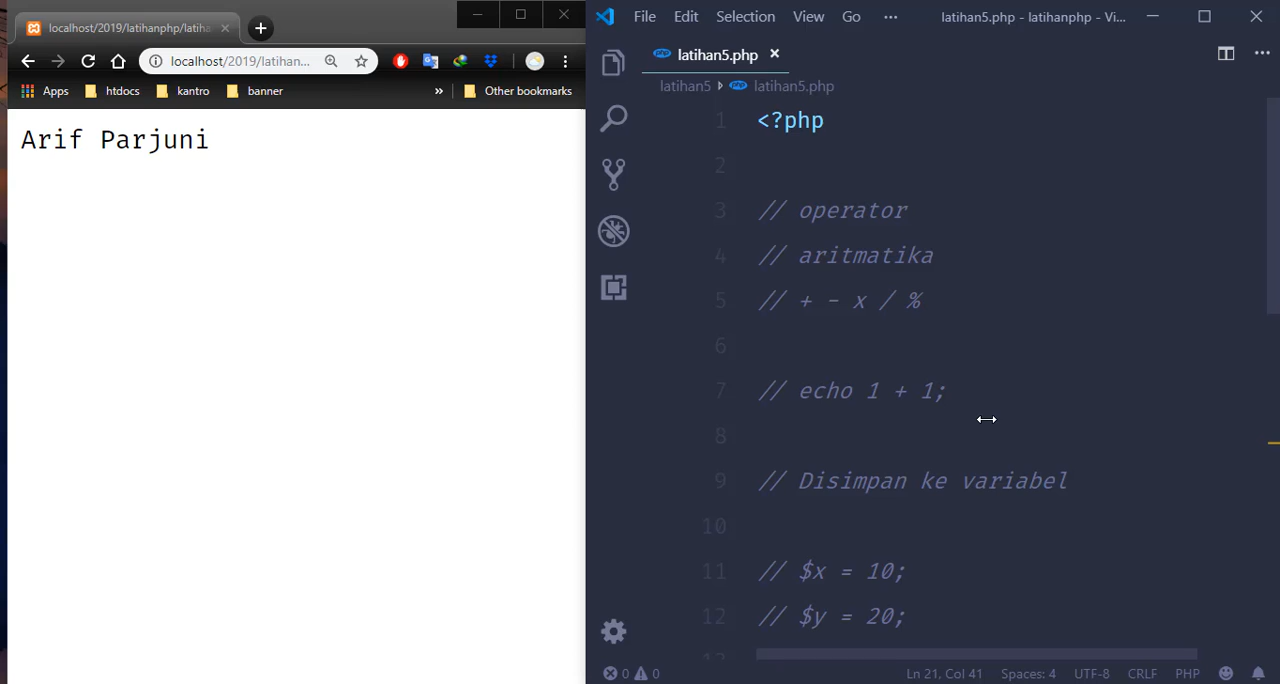 localhost/2019/latihanphp/latiha
localhost/2019/latihan...
Apps htdocs kantro banner » Other bookmarks
Arif Parjuni
File Edit Selection View Go ... latihan5.php - latihanphp - Vi...
latihan5.php
latihan5 latihan5.php
1 <?php
2
3 // operator
4 // aritmatika
5 // + - x / %
6
7 // echo 1 + 1;
8
9 // Disimpan ke variabel
10
11 // $x = 10;
12 // $y = 20;
0 0 Ln 21, Col 41 Spaces: 4 UTF-8 CRLF PHP